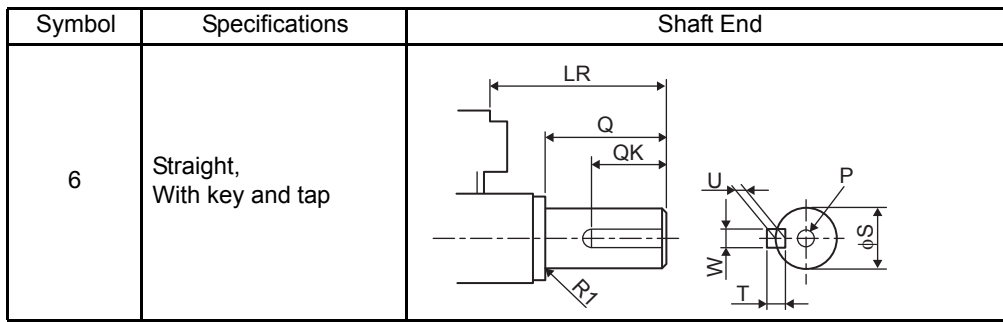 Symbol Specifications Shaft End
6
Straight,
With key and tap
LR
Q
QK
U
P
W
T
φS
R1